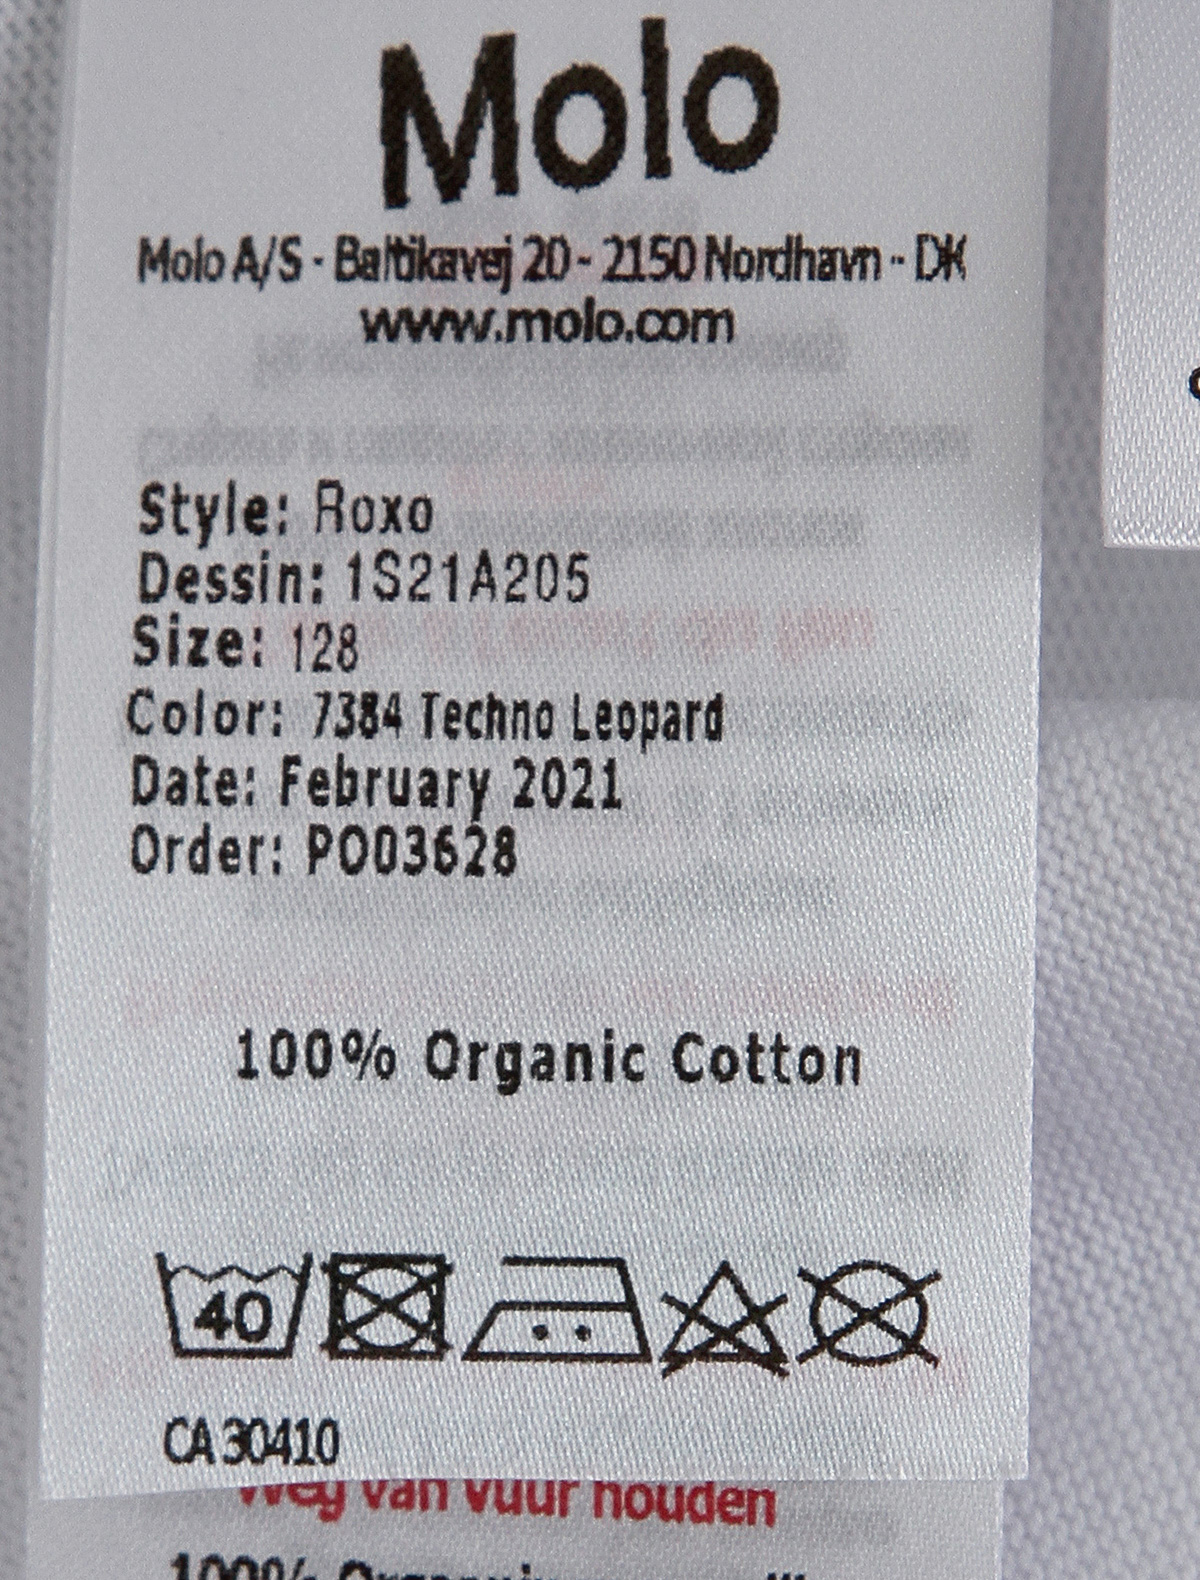 Molo
Molo A/S - Baltikavej 20 - 2150 Nordhavn - DK
www.molo.com
Style: Roxo
Dessin: 1S21A205
Size: 128
Color: 7384 Techno Leopard
Date: February 2021
Order: PO03628
100% Organic Cotton
40
CA 30410
Weg van vuur houden
100%